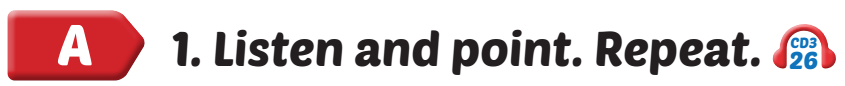 A 1. Listen and point. Repeat. CD3 26